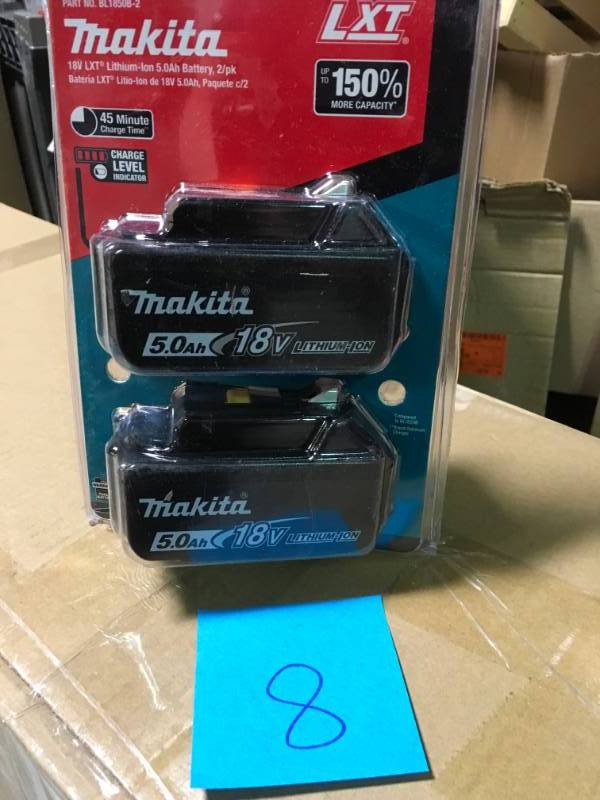 PART NO. BL1850B-2
Makita
18V LXT® Lithium-Ion 5.0Ah Battery, 2/pk
Batería LXT® Litio-Ion de 18V 5.0Ah, Paquete c/2
LXT®
UP TO 150%
MORE CAPACITY*
45 Minute
Charge Time**
CHARGE
LEVEL
INDICATOR
Makita®
5.0Ah 18V LITHIUM-ION
Makita®
5.0Ah 18V LITHIUM-ION
8